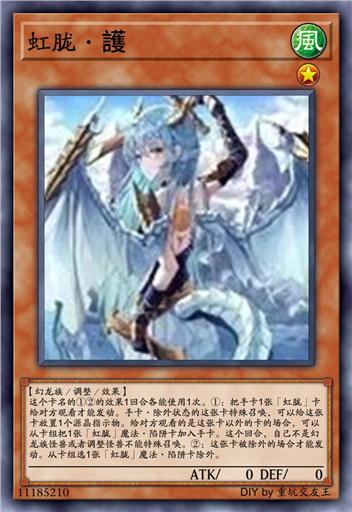 虹胧·護
風
【幻龙族/调整/效果】
这个卡名的①②的效果1回合各能使用1次。①：把手卡1张「虹胧」卡
给对方观看才能发动。手卡·除外状态的这张卡特殊召唤，可以给这张
卡放置1个源晶指示物。给对方观看的是这张卡以外的卡的场合，可以
从卡组把1张「虹胧」魔法·陷阱卡加入手卡。这个回合，自己不是幻
龙族怪兽或者调整怪兽不能特殊召唤。②：这张卡被除外的场合才能发
动。从卡组选1张「虹胧」魔法·陷阱卡除外。
ATK/ 0 DEF/ 0
11185210 DIY by 重坑交友王